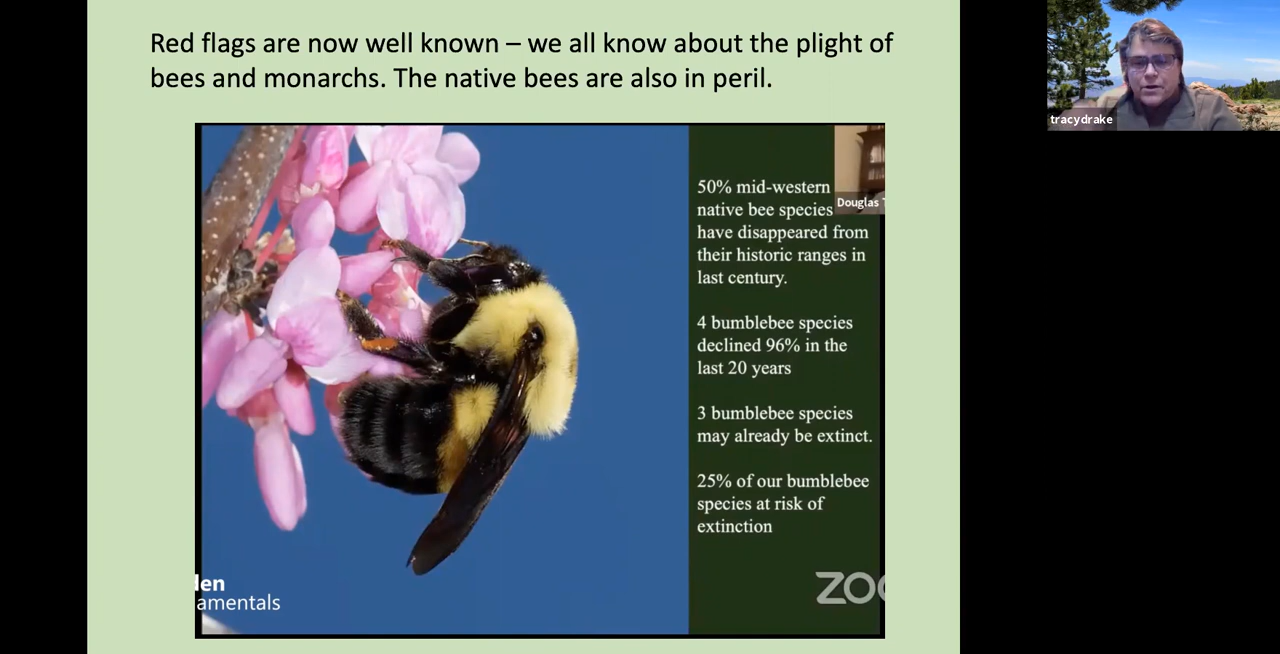 Red flags are now well known – we all know about the plight of
bees and monarchs. The native bees are also in peril.
tracydrake
50% mid-western
native bee species
have disappeared from
their historic ranges in
last century.
Douglas T
4 bumblebee species
declined 96% in the
last 20 years
3 bumblebee species
may already be extinct.
25% of our bumblebee
species at risk of
extinction
den
amentals
ZOO